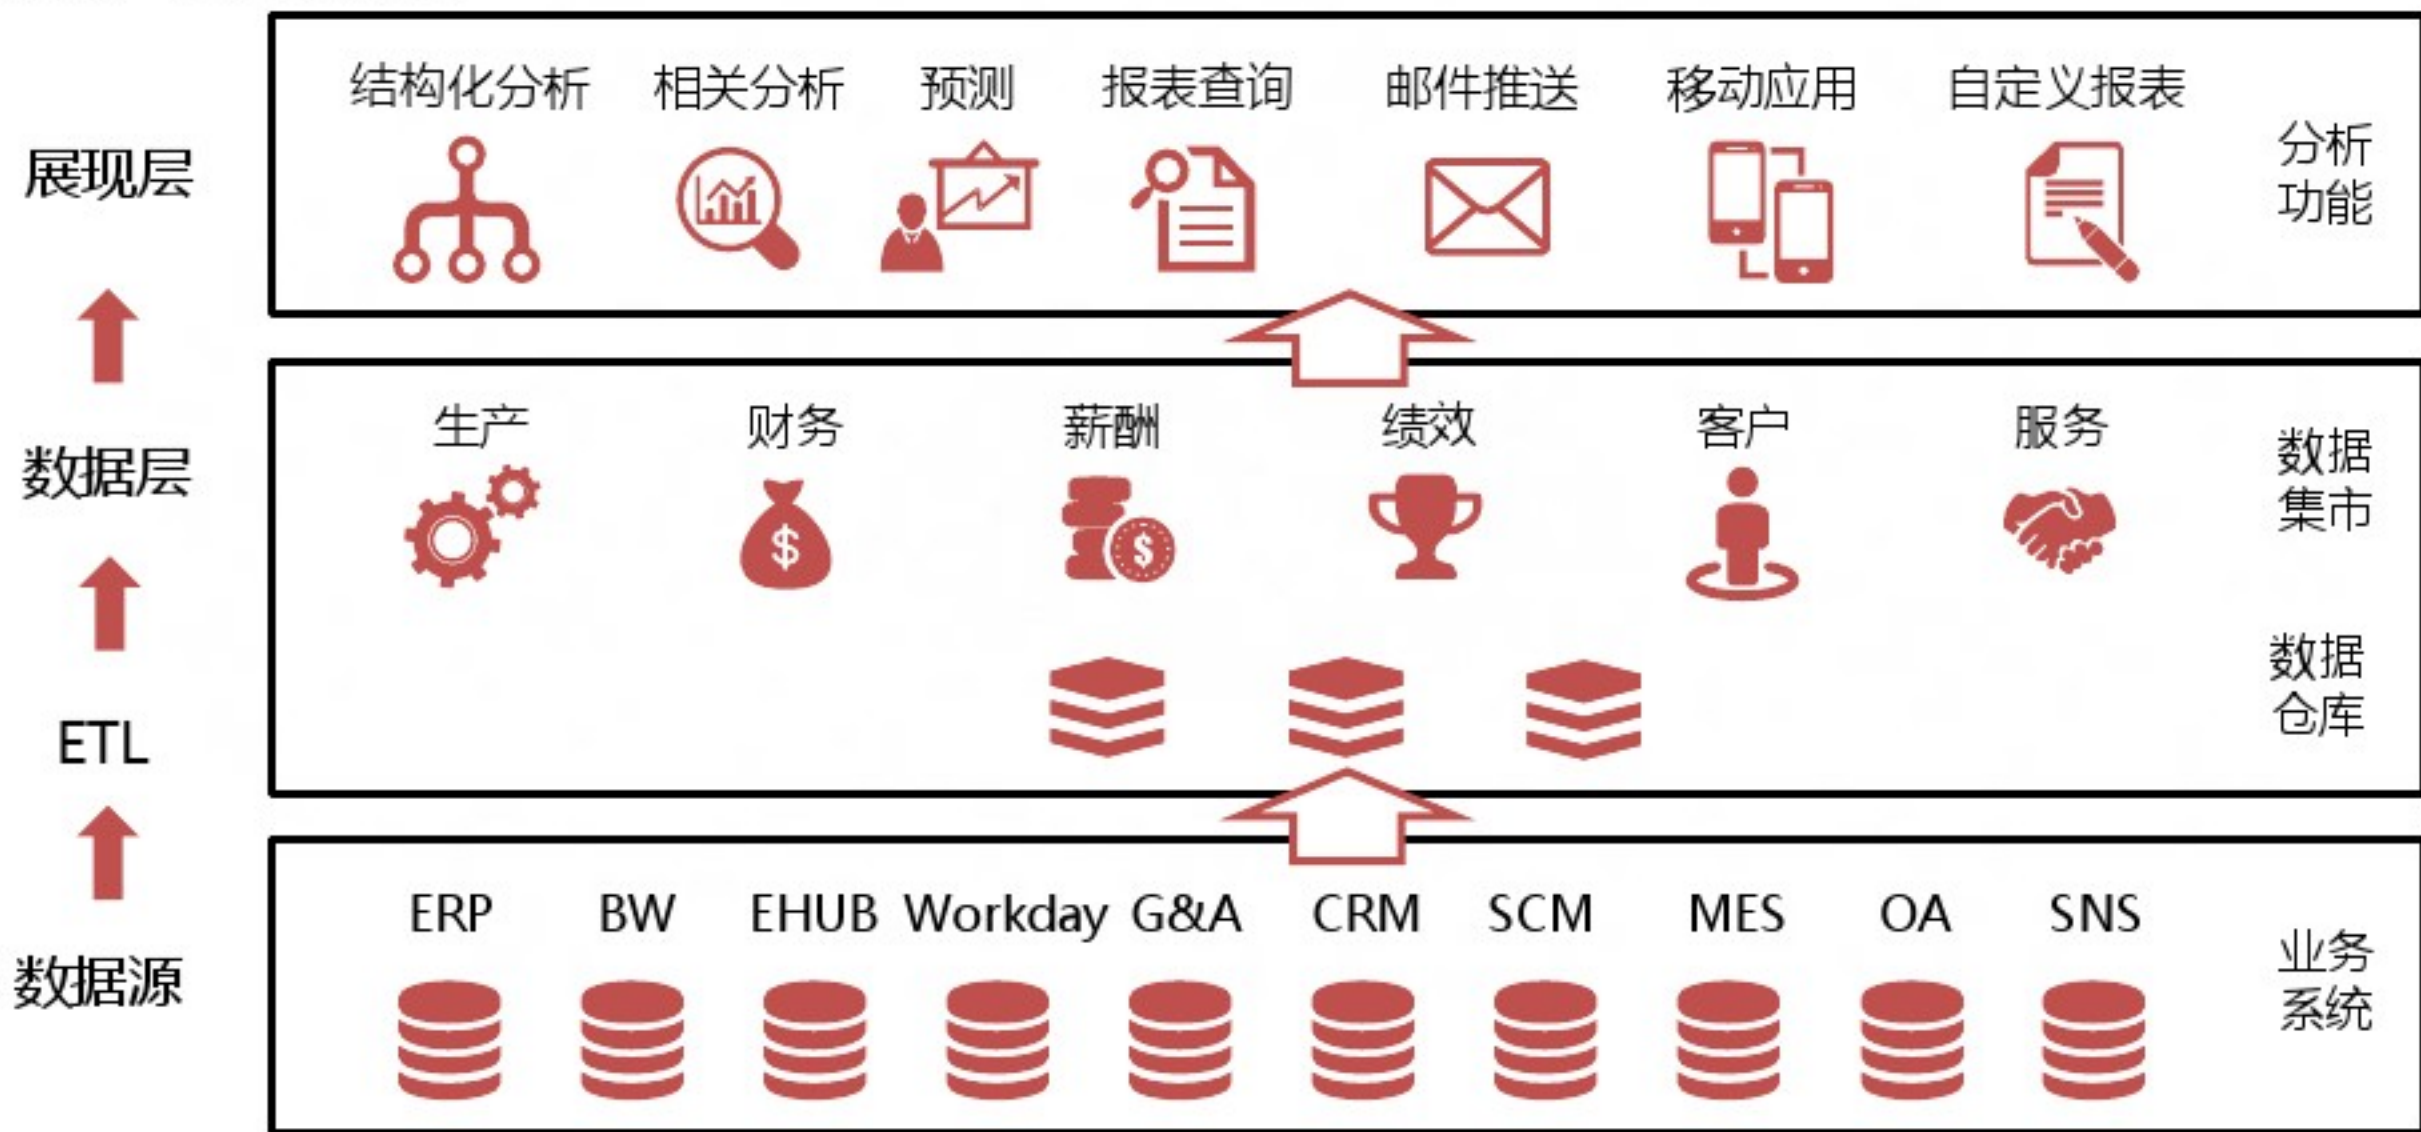 结构化分析 相关分析 预测 报表查询 邮件推送 移动应用 自定义报表
展现层
分析
功能
生产 财务 薪酬 绩效 客户 服务
数据层
数据
集市
数据
仓库
ETL
ERP BW EHUB Workday G&A CRM SCM MES OA SNS
数据源
业务
系统